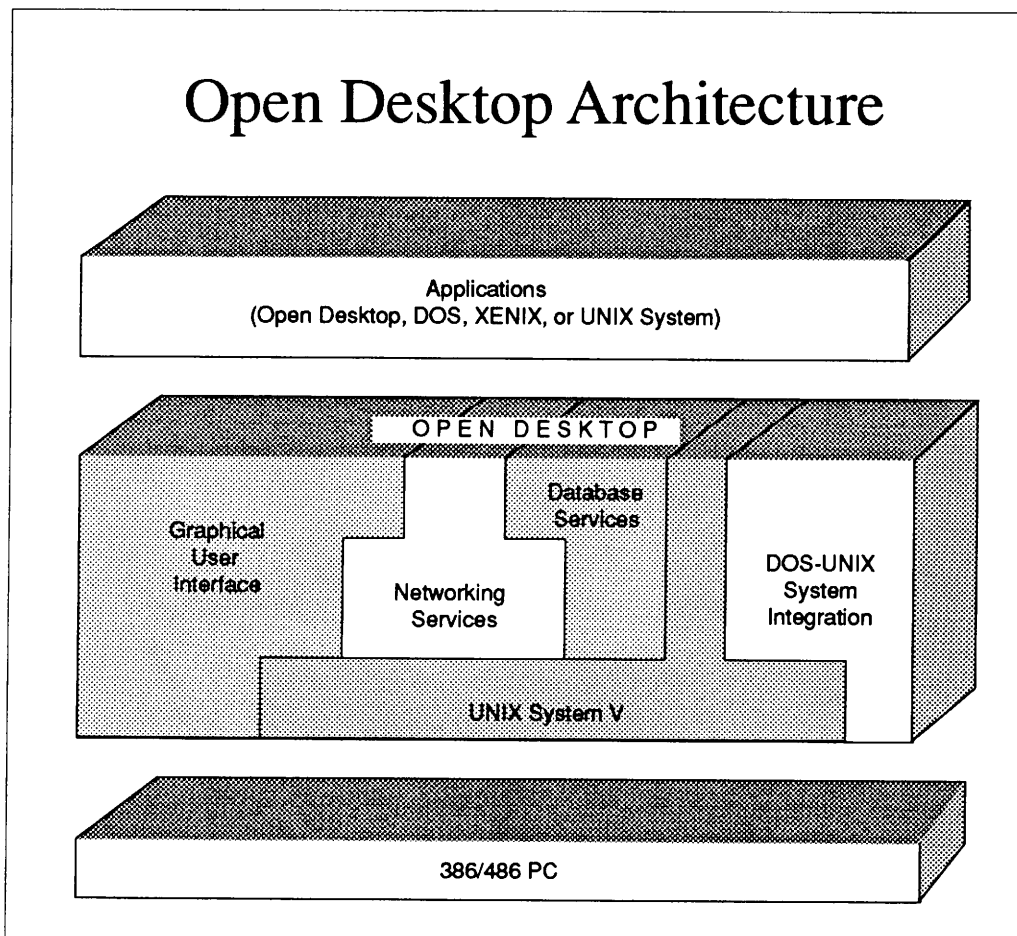 Open Desktop Architecture
Applications
(Open Desktop, DOS, XENIX, or UNIX System)
OPEN DESKTOP
Graphical
User
Interface
Networking
Services
Database
Services
DOS-UNIX
System
Integration
UNIX System V
386/486 PC